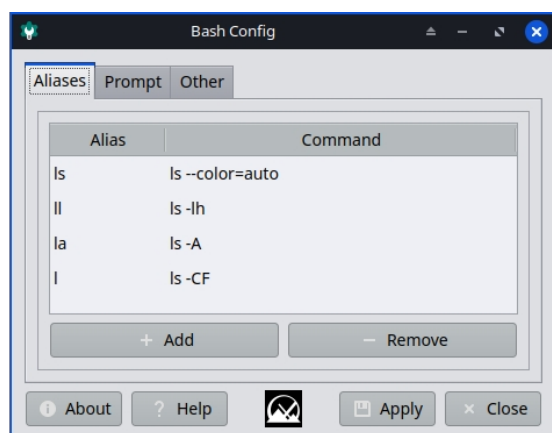 Bash Config
Aliases Prompt Other
Alias Command
ls ls --color=auto
ll ls -lh
la ls -A
l ls -CF
+ Add − Remove
About ? Help Apply × Close